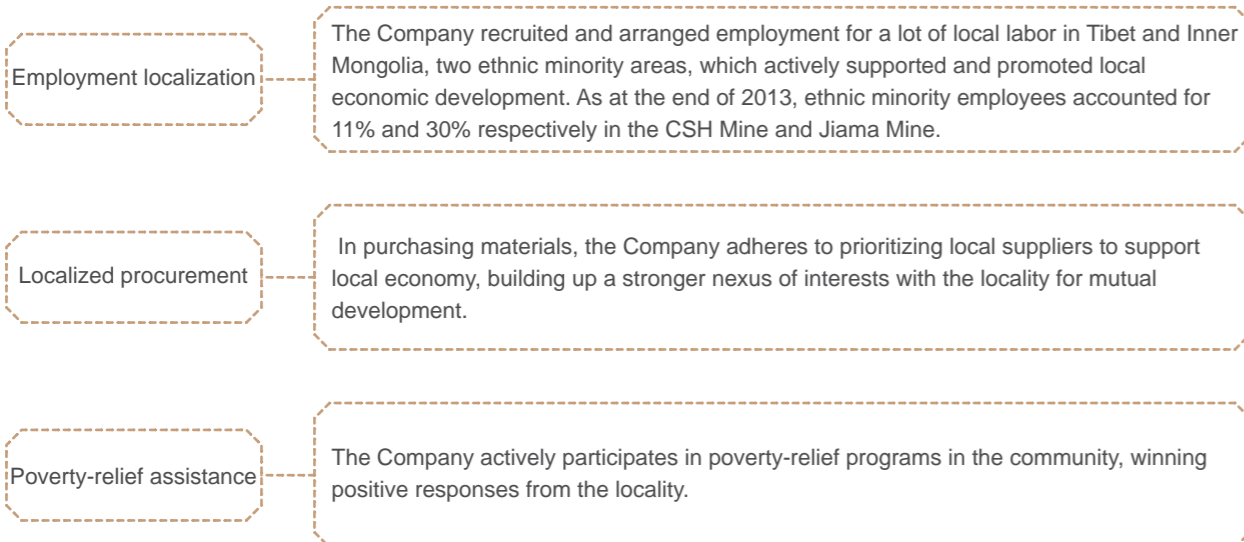 Employment localization
The Company recruited and arranged employment for a lot of local labor in Tibet and Inner
Mongolia, two ethnic minority areas, which actively supported and promoted local
economic development. As at the end of 2013, ethnic minority employees accounted for
11% and 30% respectively in the CSH Mine and Jiama Mine.
Localized procurement
In purchasing materials, the Company adheres to prioritizing local suppliers to support
local economy, building up a stronger nexus of interests with the locality for mutual
development.
Poverty-relief assistance
The Company actively participates in poverty-relief programs in the community, winning
positive responses from the locality.